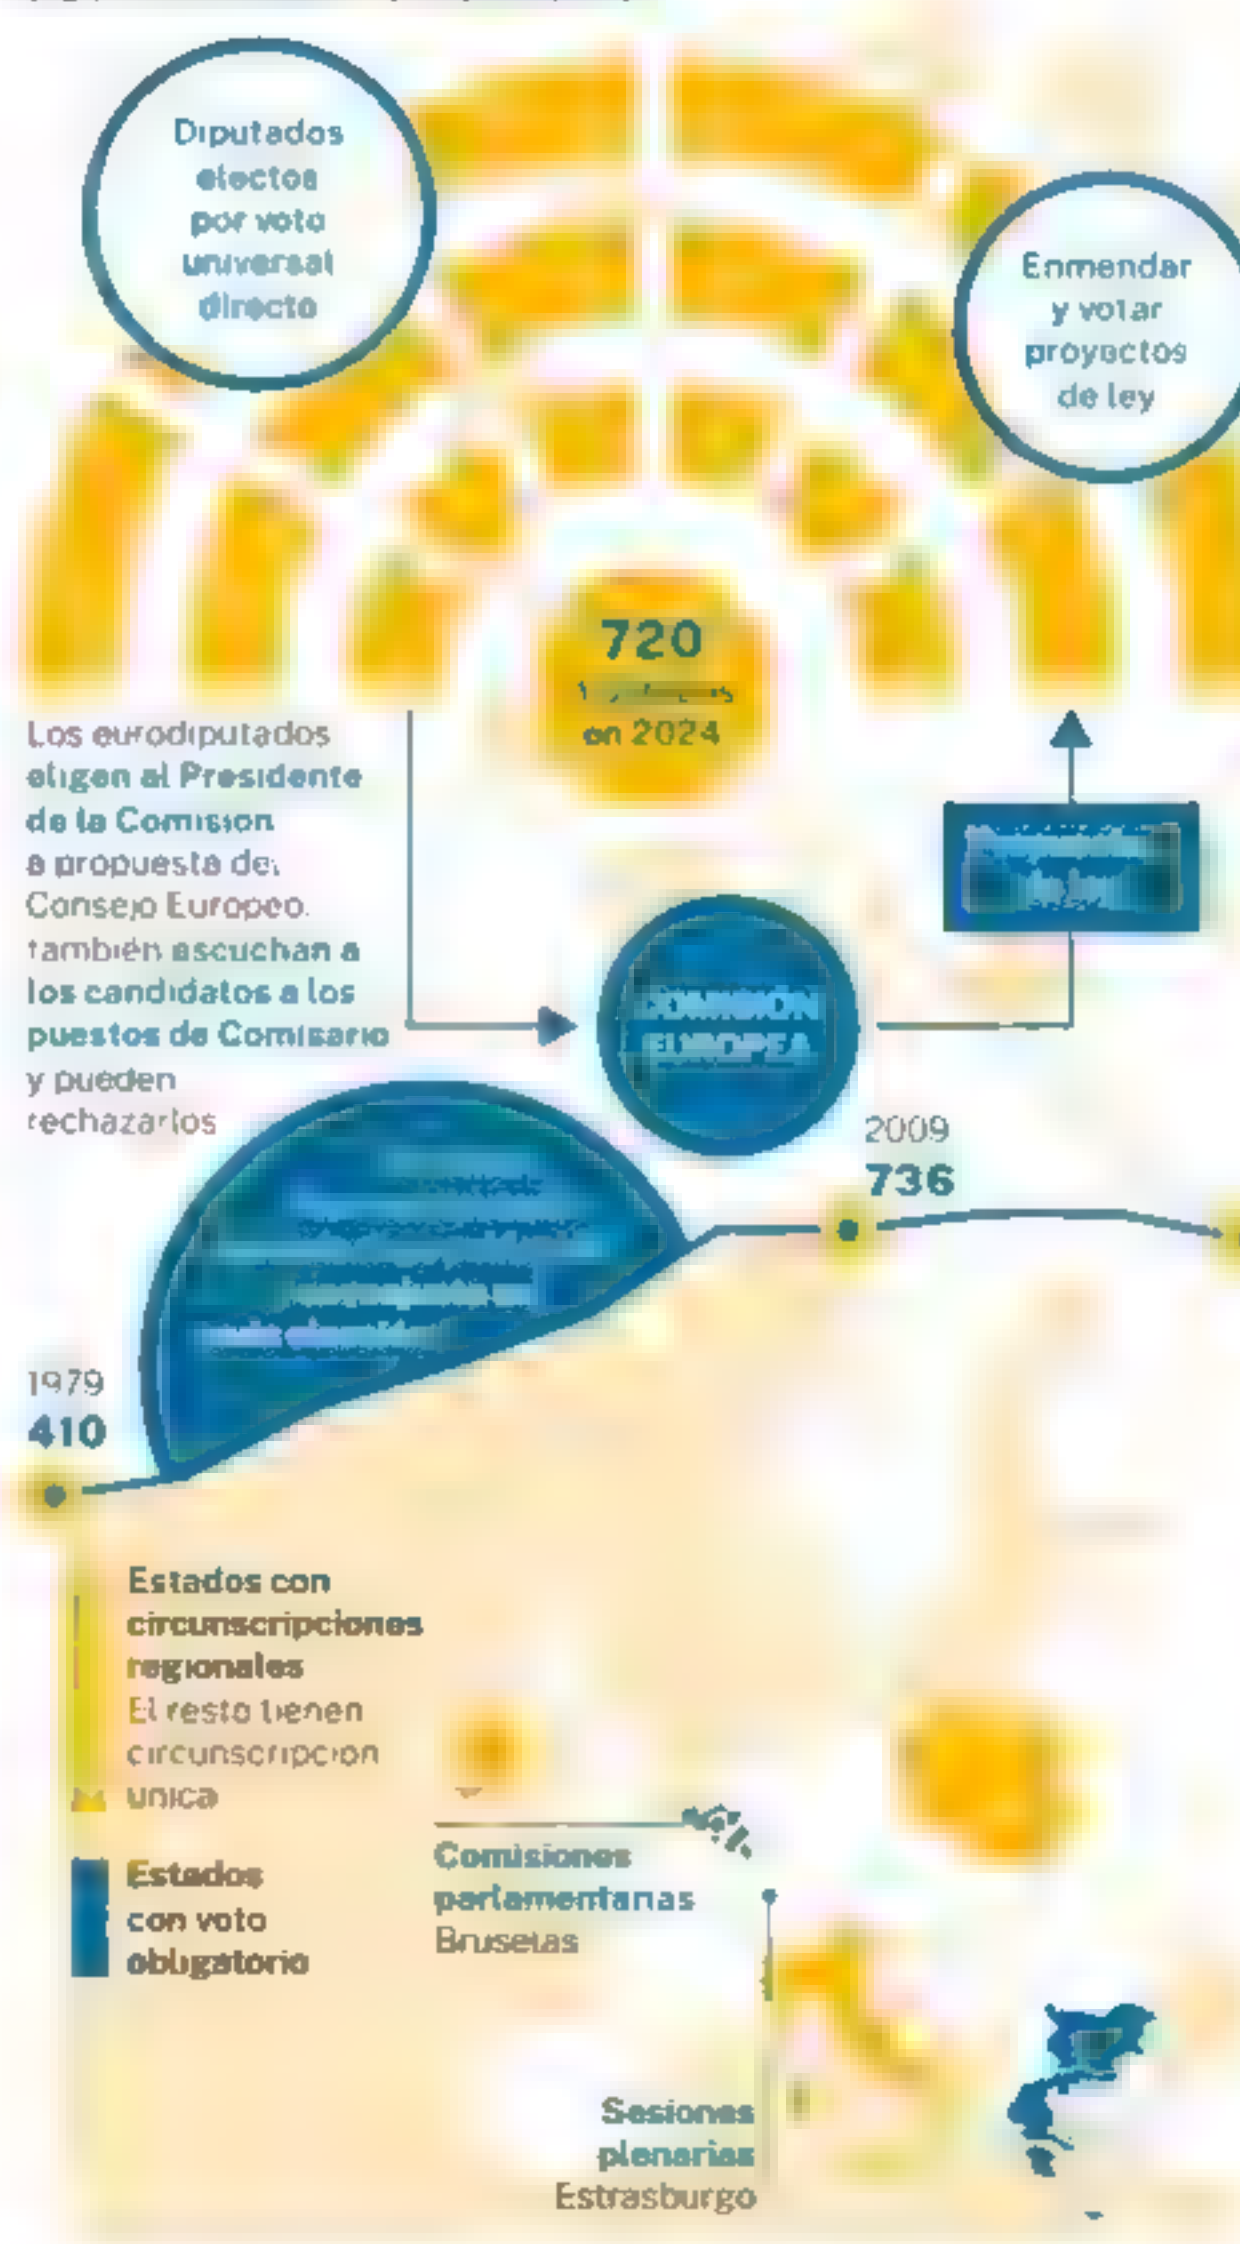 Diputados
electos
por voto
universal
directo
Enmendar
y votar
proyectos
de ley
720
en 2024
Los eurodiputados
eligen al Presidente
de la Comisión
a propuesta del
Consejo Europeo.
también escuchan a
los candidatos a los
puestos de Comisario
y pueden
rechazarlos
COMISIÓN
EUROPEA
2009
736
1979
410
Estados con
circunscripciones
regionales
El resto tienen
circunscripción
única
Estados
con voto
obligatorio
Comisiones
parlamentarias
Bruselas
Sesiones
plenarias
Estrasburgo